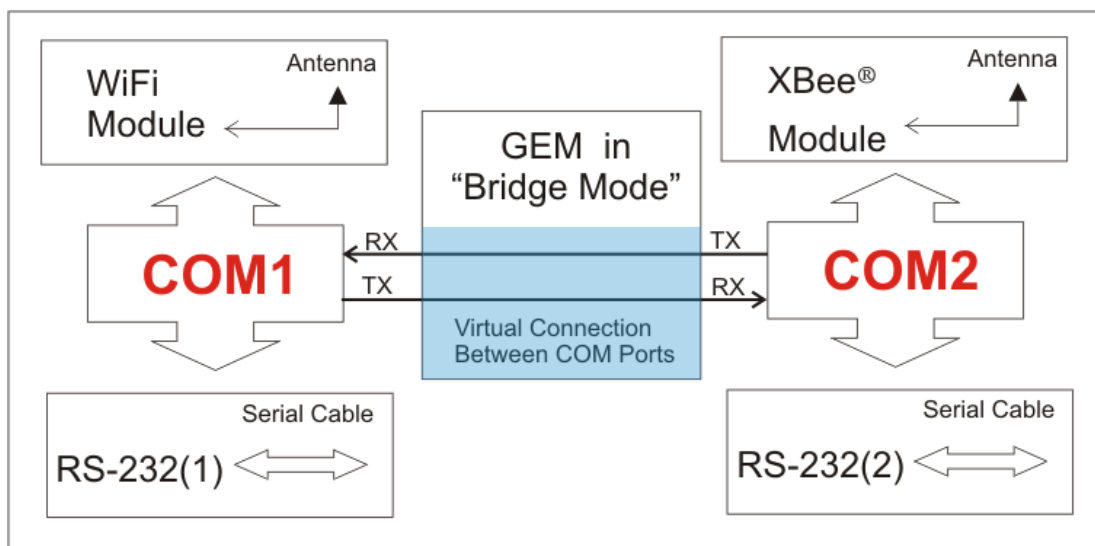 WiFi
Module
Antenna
XBee®
Module
Antenna
GEM in
“Bridge Mode”
COM1
RX
TX
TX
RX
COM2
Virtual Connection
Between COM Ports
Serial Cable
RS-232(1)
Serial Cable
RS-232(2)